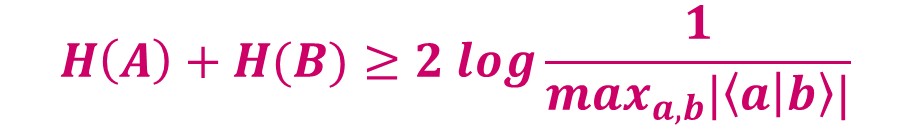 H(A) + H(B) ≥ 2 log 1 / max_{a,b}|⟨a|b⟩|